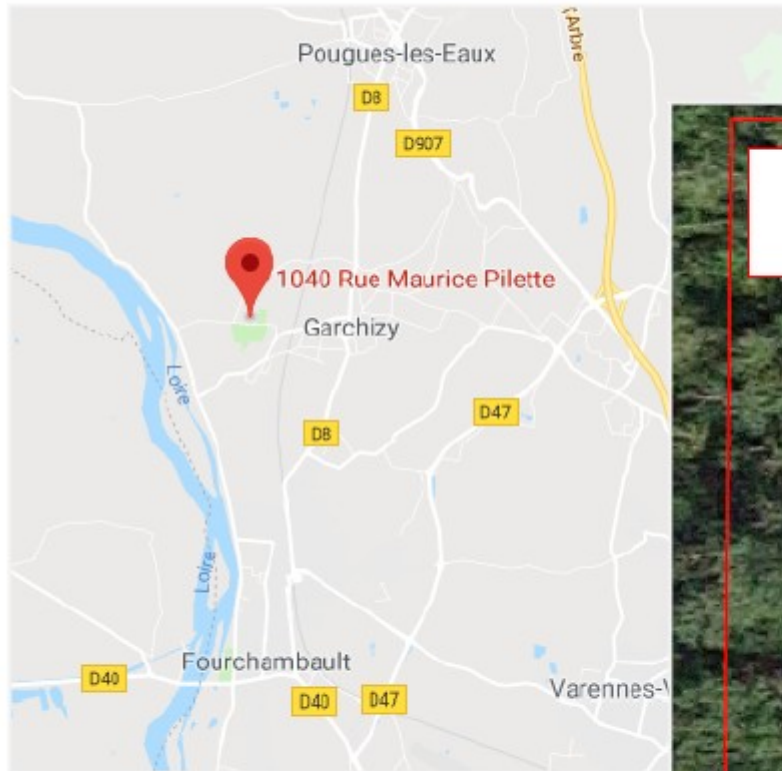 l'Arbre
Pougues-les-Eaux
D8
D907
1040 Rue Maurice Pilette
Garchizy
Loire
D47
D8
Loire
Fourchambault
D40
D40
D47
Varennes-V